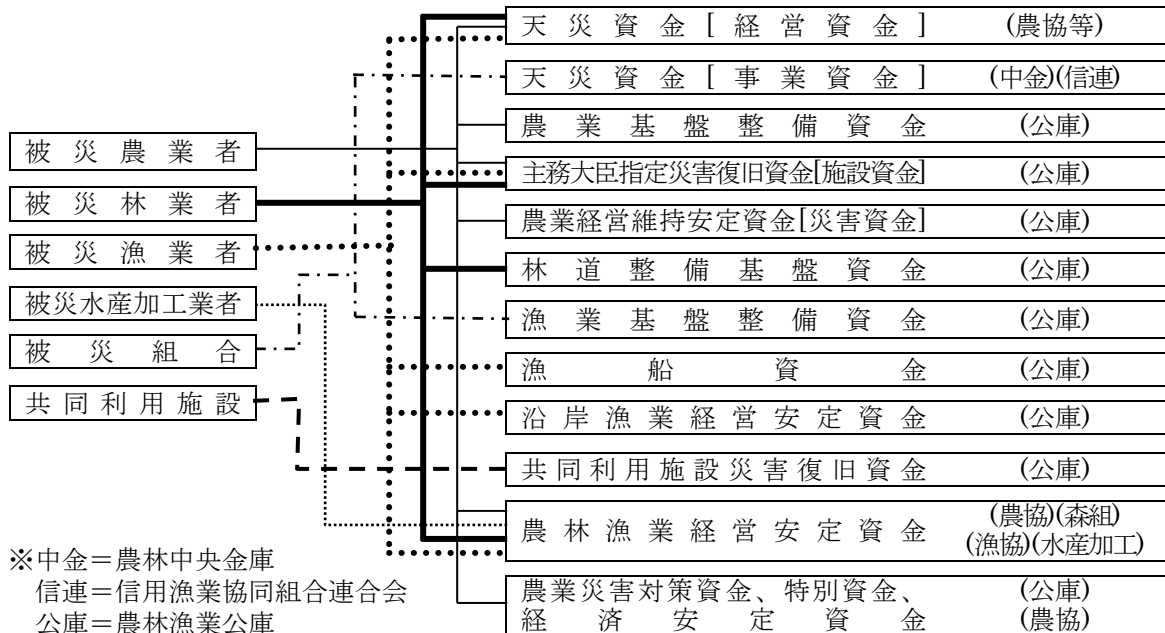 被災農業者
被災林業者
被災漁業者
被災水産加工業者
被災組合
共同利用施設
天災資金[経営資金] (農協等)
天災資金[事業資金] (中金)(信連)
農業基盤整備資金 (公庫)
主務大臣指定災害復旧資金[施設資金] (公庫)
農業経営維持安定資金[災害資金] (公庫)
林道整備基盤資金 (公庫)
漁業基盤整備資金 (公庫)
漁船資金 (公庫)
沿岸漁業経営安定資金 (公庫)
共同利用施設災害復旧資金 (公庫)
農林漁業経営安定資金 (農協)(森組)
(漁協)(水産加工)
農業災害対策資金、特別資金、 (公庫)
経済安定資金 (農協)
※中金＝農林中央金庫
信連＝信用漁業協同組合連合会
公庫＝農林漁業公庫